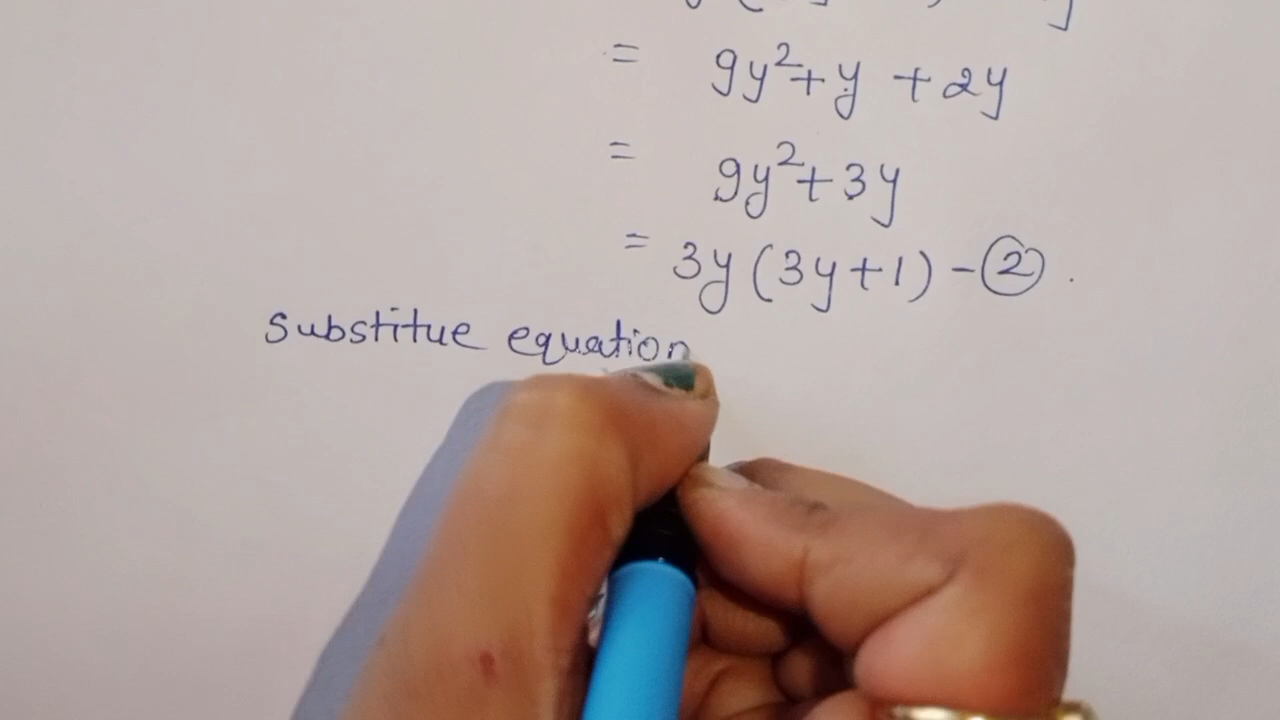 = 9y²+y +2y
= 9y²+3y
= 3y(3y+1) -②.
Substitue equation